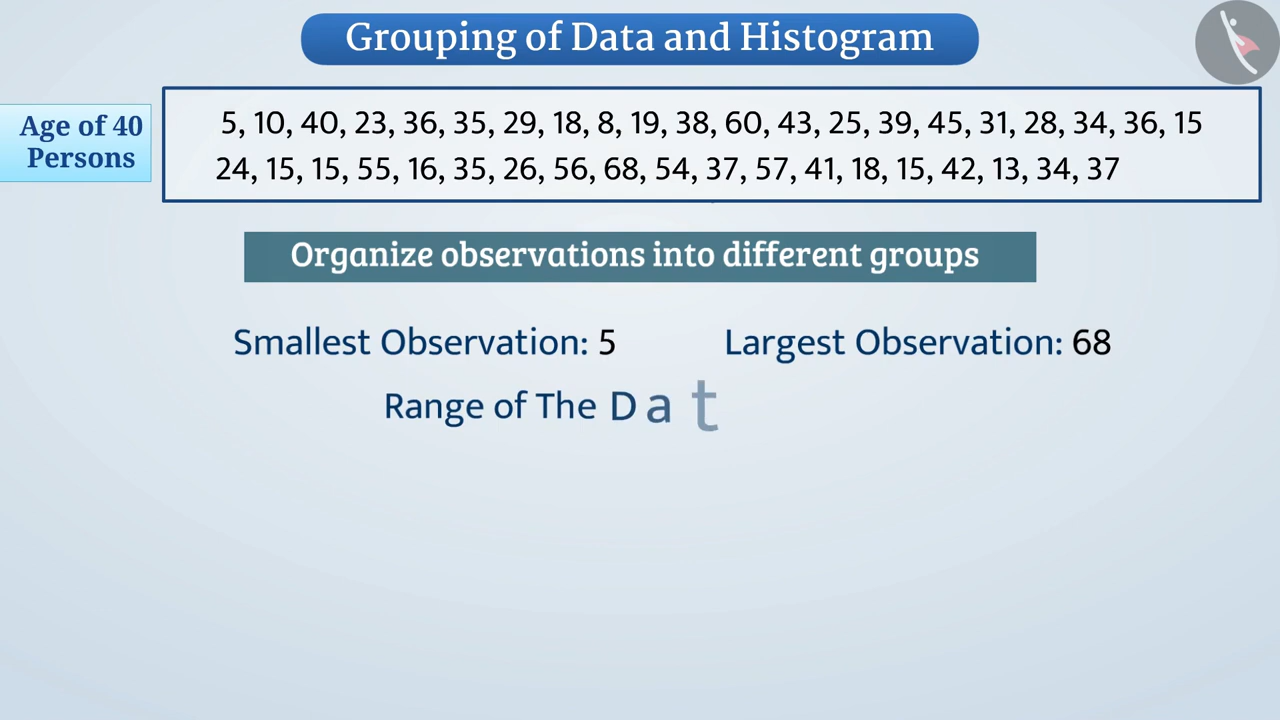 Grouping of Data and Histogram
Age of 40
Persons
5, 10, 40, 23, 36, 35, 29, 18, 8, 19, 38, 60, 43, 25, 39, 45, 31, 28, 34, 36, 15
24, 15, 15, 55, 16, 35, 26, 56, 68, 54, 37, 57, 41, 18, 15, 42, 13, 34, 37
Organize observations into different groups
Smallest Observation: 5 Largest Observation: 68
Range of The Dat